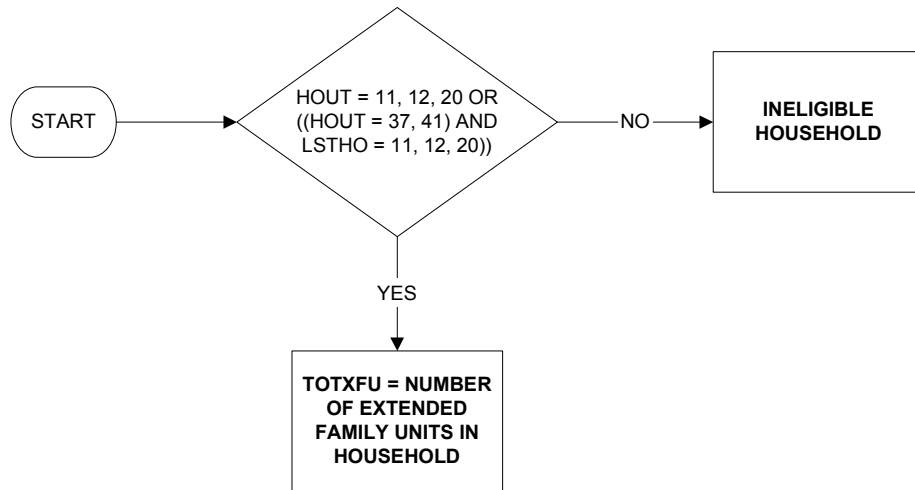 START
HOUT = 11, 12, 20 OR
((HOUT = 37, 41) AND
LSTHO = 11, 12, 20))
NO
INELIGIBLE
HOUSEHOLD
YES
TOTXFU = NUMBER
OF EXTENDED
FAMILY UNITS IN
HOUSEHOLD